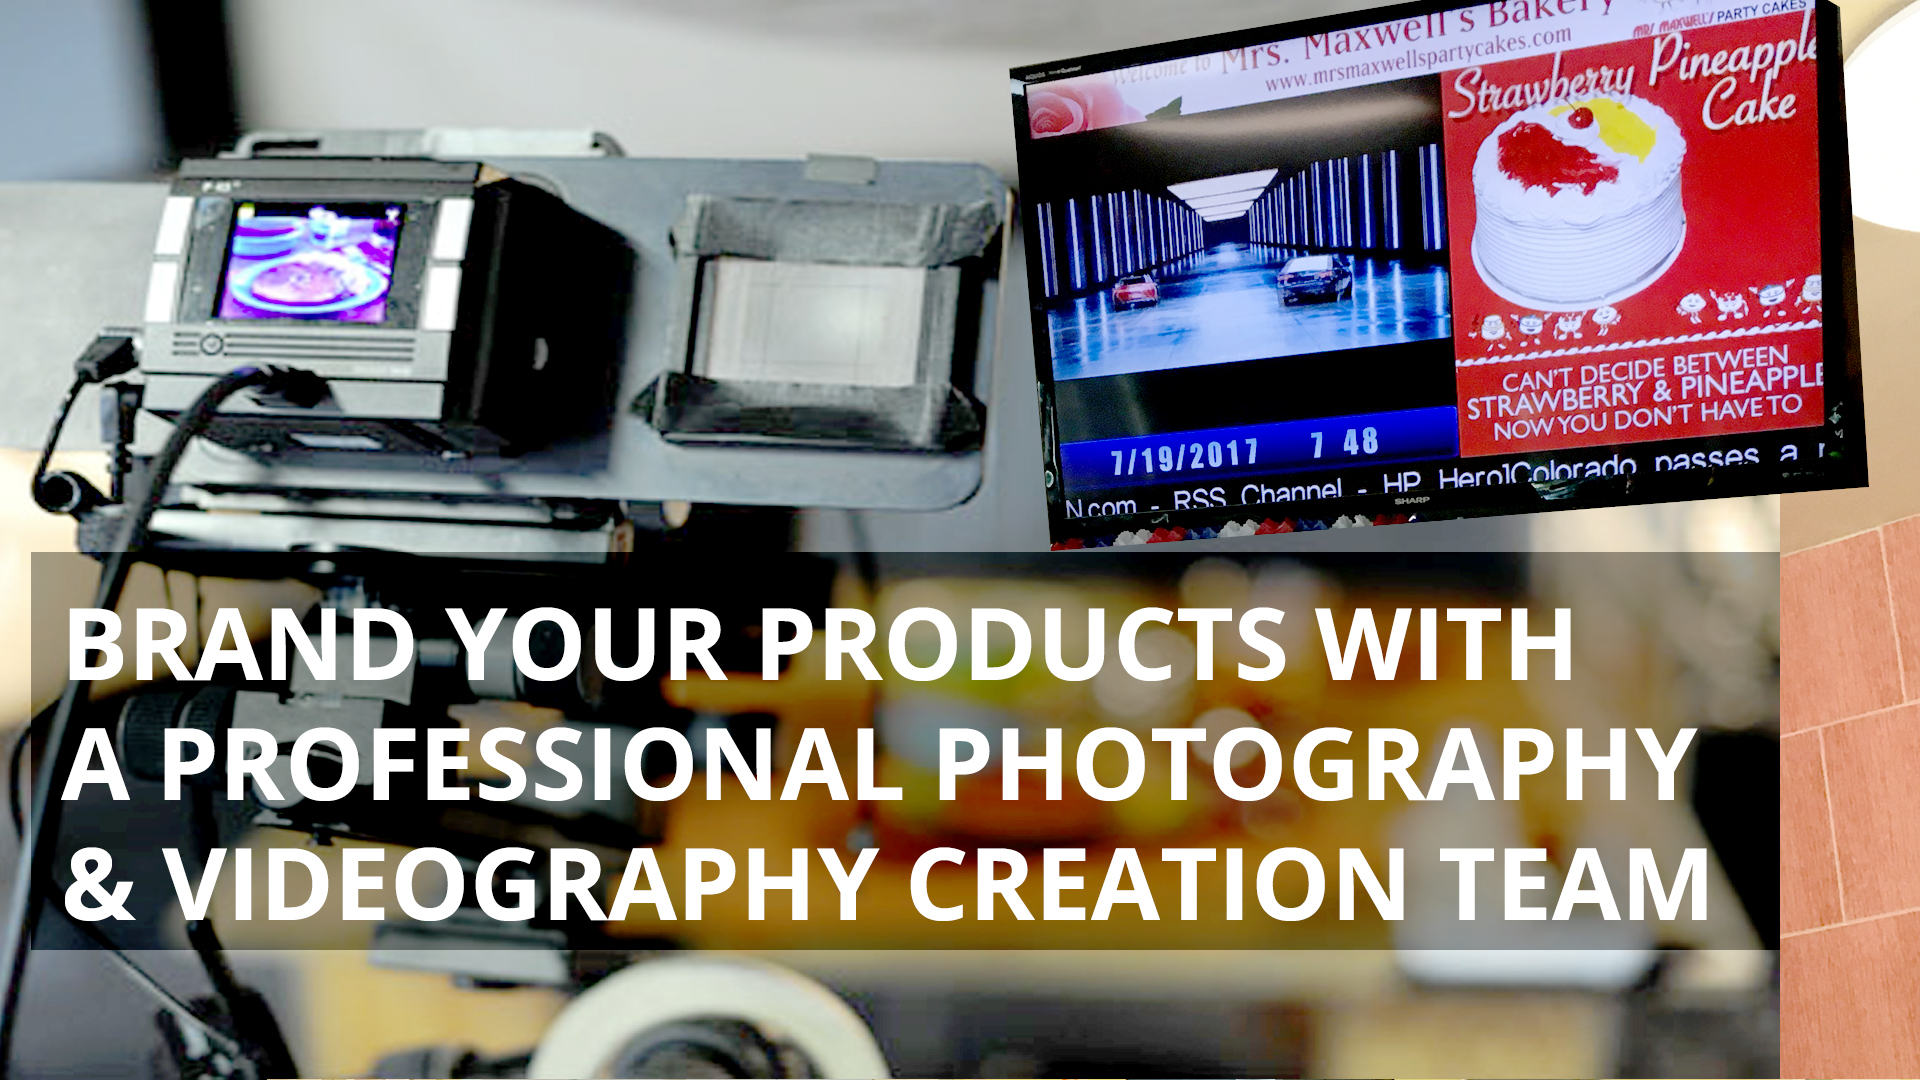 Welcome to Mrs. Maxwell's Bakery
www.mrsmaxwellspartycakes.com
MRS MAXWELL'S PARTY CAKES
Strawberry Pineapple
Cake
CAN'T DECIDE BETWEEN
STRAWBERRY & PINEAPPLE
NOW YOU DON'T HAVE TO
7/19/2017 7 48
N.com - RSS Channel - HP Hero1Colorado passes a
SHARP
BRAND YOUR PRODUCTS WITH
A PROFESSIONAL PHOTOGRAPHY
& VIDEOGRAPHY CREATION TEAM